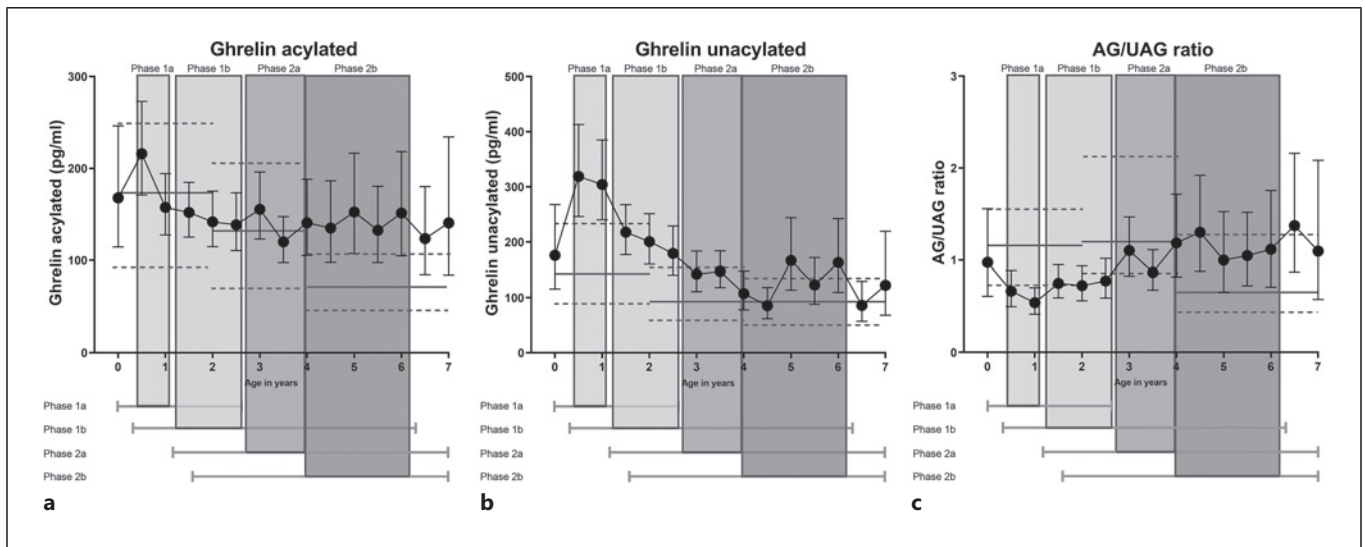 Ghrelin acylated
Phase 1a Phase 1b Phase 2a Phase 2b
Ghrelin acylated (pg/ml)
300
200
100
0
0 1 2 3 4 5 6 7
Age in years
Phase 1a
Phase 1b
Phase 2a
Phase 2b
a
Ghrelin unacylated
Phase 1a Phase 1b Phase 2a Phase 2b
Ghrelin unacylated (pg/ml)
500
400
300
200
100
0
0 1 2 3 4 5 6 7
Age in years
Phase 1a
Phase 1b
Phase 2a
Phase 2b
b
AG/UAG ratio
Phase 1a Phase 1b Phase 2a Phase 2b
AG/UAG ratio
3
2
1
0
0 1 2 3 4 5 6 7
Age in years
Phase 1a
Phase 1b
Phase 2a
Phase 2b
c